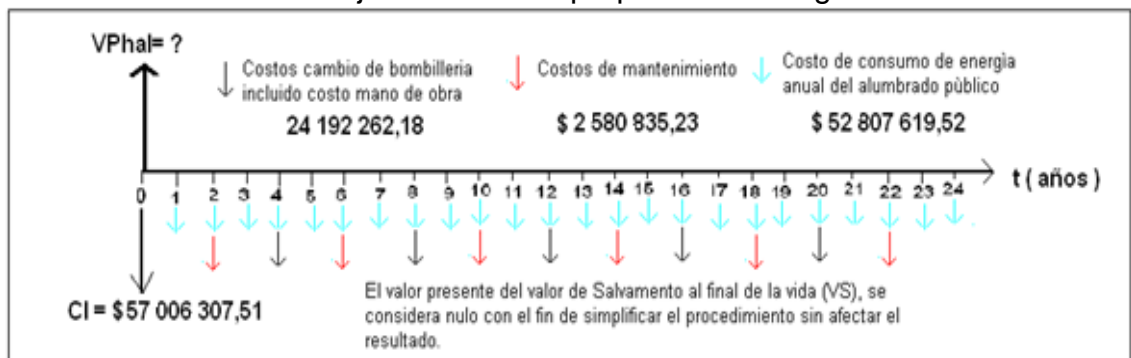 VPhal= ?
Costos cambio de bombilleria
incluido costo mano de obra
24 192 262,18
Costos de mantenimiento
$ 2 580 835,23
Costo de consumo de energia
anual del alumbrado pùblico
$ 52 807 619,52
0 1 2 3 4 5 6 7 8 9 10 11 12 13 14 15 16 17 18 19 20 21 22 23 24
t ( años )
CI = $57 006 307,51
El valor presente del valor de Salvamento al final de la vida (VS), se
considera nulo con el fin de simplificar el procedimiento sin afectar el
resultado.